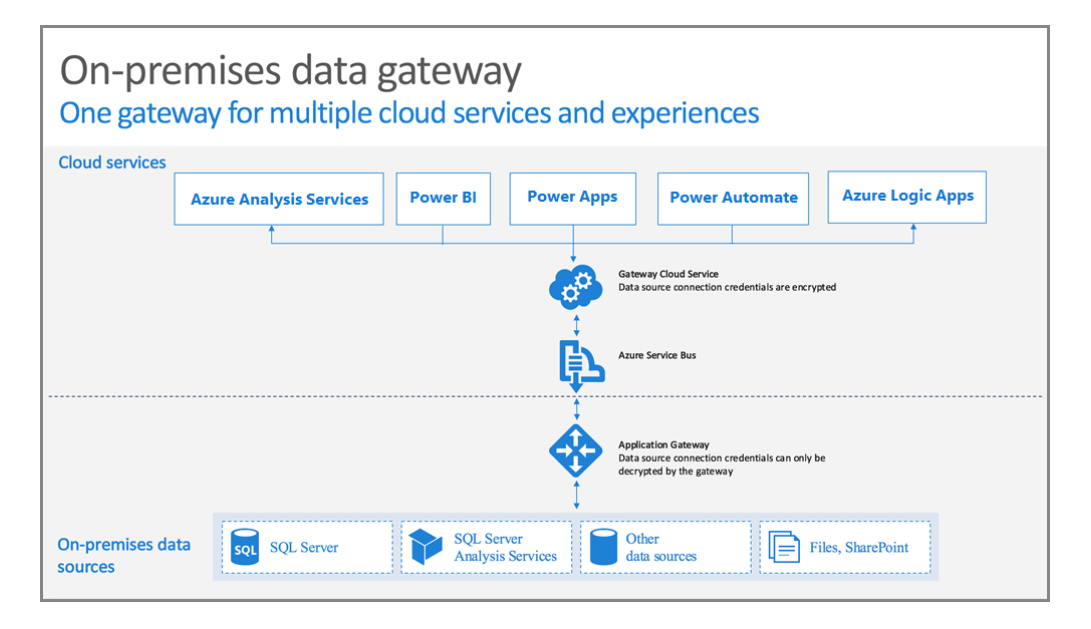 On-premises data gateway
One gateway for multiple cloud services and experiences
Cloud services
Azure Analysis Services
Power BI
Power Apps
Power Automate
Azure Logic Apps
Gateway Cloud Service
Data source connection credentials are encrypted
Azure Service Bus
Application Gateway
Data source connection credentials can only be
decrypted by the gateway
On-premises data
sources
SQL
SQL Server
SQL Server
Analysis Services
Other
data sources
Files, SharePoint